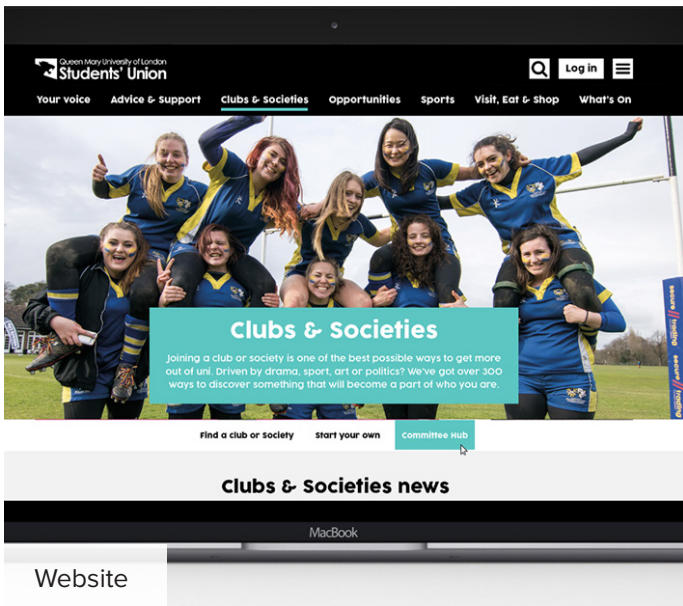 Queen Mary University of London
Students' Union
Log in
Your voice Advice & Support Clubs & Societies Opportunities Sports Visit, Eat & Shop What's On
Clubs & Societies
Joining a club or society is one of the best possible ways to get more
out of uni. Driven by drama, sport, art or politics? We've got over 300
ways to discover something that will become a part of who you are.
secure//trading
secure//
Find a club or Society Start your own Committee Hub
Clubs & Societies news
MacBook
Website